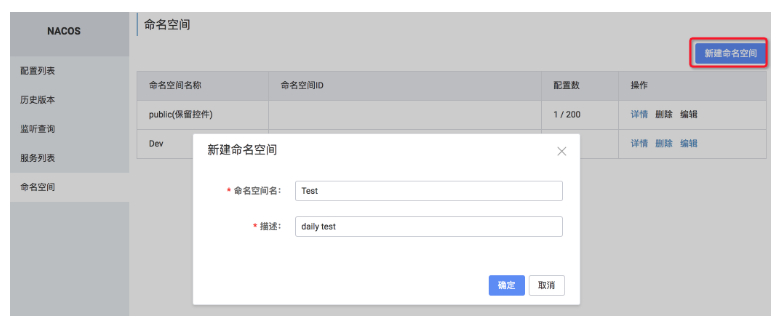 NACOS
配置列表
历史版本
监听查询
服务列表
命名空间
命名空间
新建命名空间
命名空间名称 命名空间ID 配置数 操作
public(保留控件) 1 / 200 详情 删除 编辑
Dev 详情 删除 编辑
新建命名空间
* 命名空间名: Test
* 描述: daily test
确定 取消